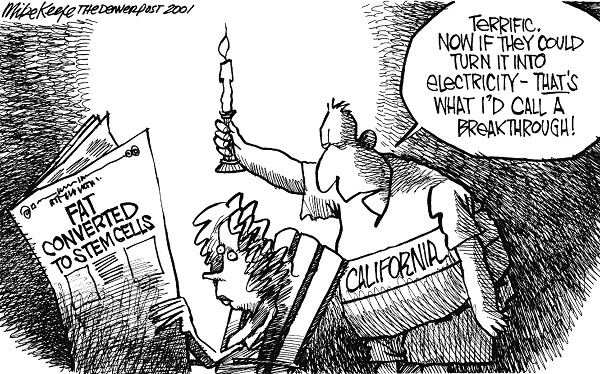 Mike Keefe THE DENVER POST 2001
TERRIFIC.
NOW IF THEY COULD
TURN IT INTO
ELECTRICITY - THAT'S
WHAT I'D CALL A
BREAKTHROUGH!
FAT
CONVERTED
TO STEM CELLS
CALIFORNIA